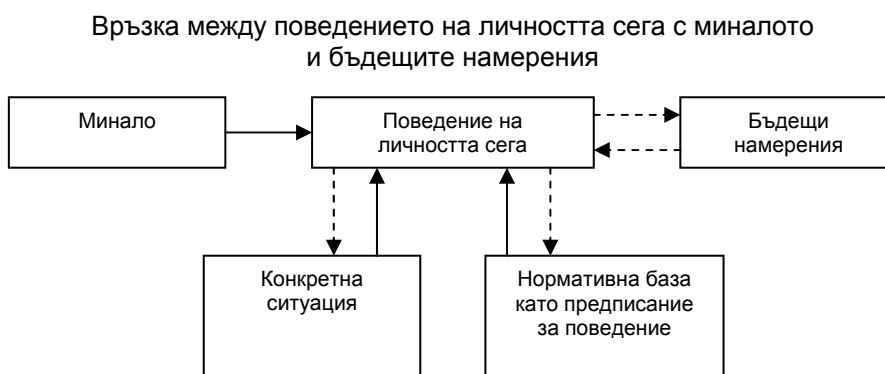 Връзка между поведението на личността сега с миналото
и бъдещите намерения
Минало
Поведение на
личността сега
Бъдещи
намерения
Конкретна
ситуация
Нормативна база
като предписание
за поведение